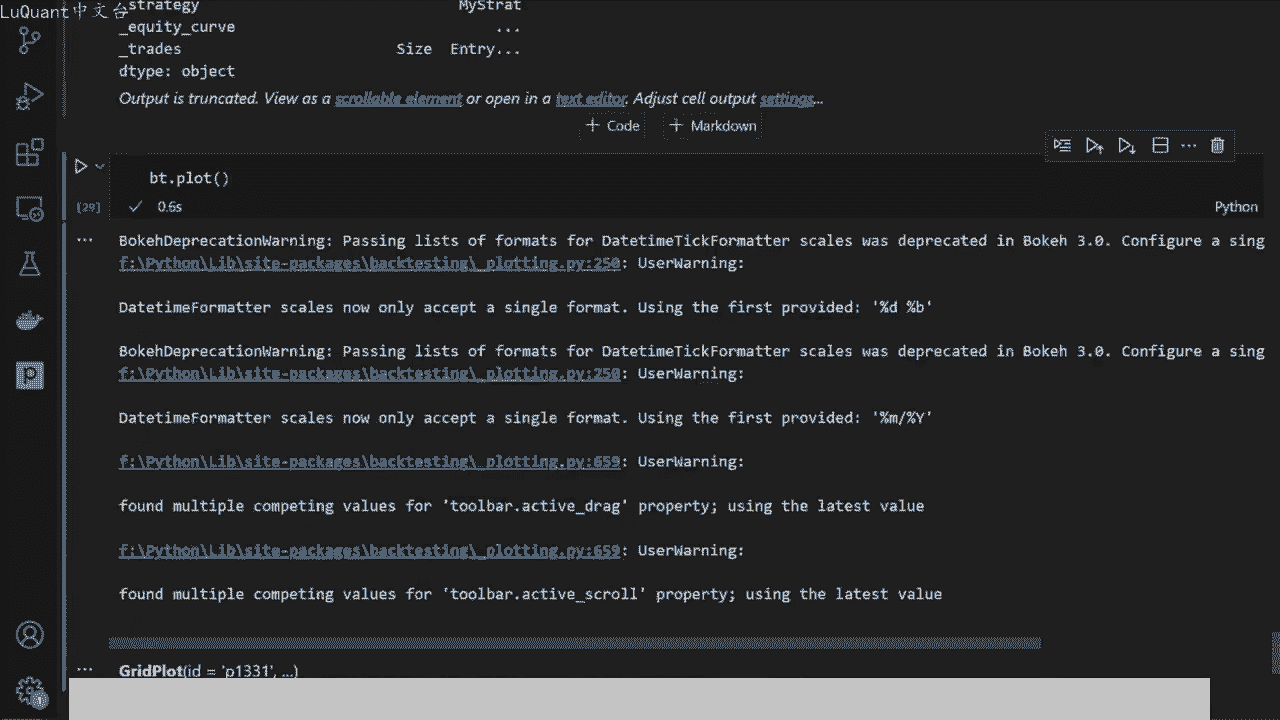 LuQuant中文台
_strategy MyStrat
_equity_curve ...
_trades Size Entry...
dtype: object
Output is truncated. View as a scrollable element or open in a text editor. Adjust cell output settings...
+ Code + Markdown
bt.plot()
[29] 0.6s Python
BokehDeprecationWarning: Passing lists of formats for DatetimeTickFormatter scales was deprecated in Bokeh 3.0. Configure a sing
f:\Python\Lib\site-packages\backtesting\_plotting.py:250: UserWarning:
DatetimeFormatter scales now only accept a single format. Using the first provided: '%d %b'
BokehDeprecationWarning: Passing lists of formats for DatetimeTickFormatter scales was deprecated in Bokeh 3.0. Configure a sing
f:\Python\Lib\site-packages\backtesting\_plotting.py:250: UserWarning:
DatetimeFormatter scales now only accept a single format. Using the first provided: '%m/%Y'
f:\Python\Lib\site-packages\backtesting\_plotting.py:659: UserWarning:
found multiple competing values for 'toolbar.active_drag' property; using the latest value
f:\Python\Lib\site-packages\backtesting\_plotting.py:659: UserWarning:
found multiple competing values for 'toolbar.active_scroll' property; using the latest value
GridPlot(id = 'p1331', ...)